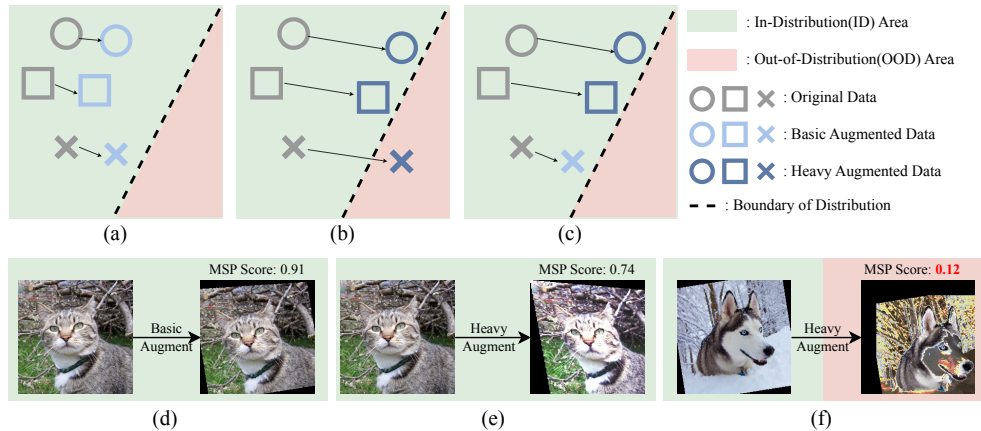 : In-Distribution(ID) Area
: Out-of-Distribution(OOD) Area
: Original Data
: Basic Augmented Data
: Heavy Augmented Data
: Boundary of Distribution
(a)
(b)
(c)
MSP Score: 0.91
Basic
Augment
(d)
MSP Score: 0.74
Heavy
Augment
(e)
MSP Score: 0.12
Heavy
Augment
(f)